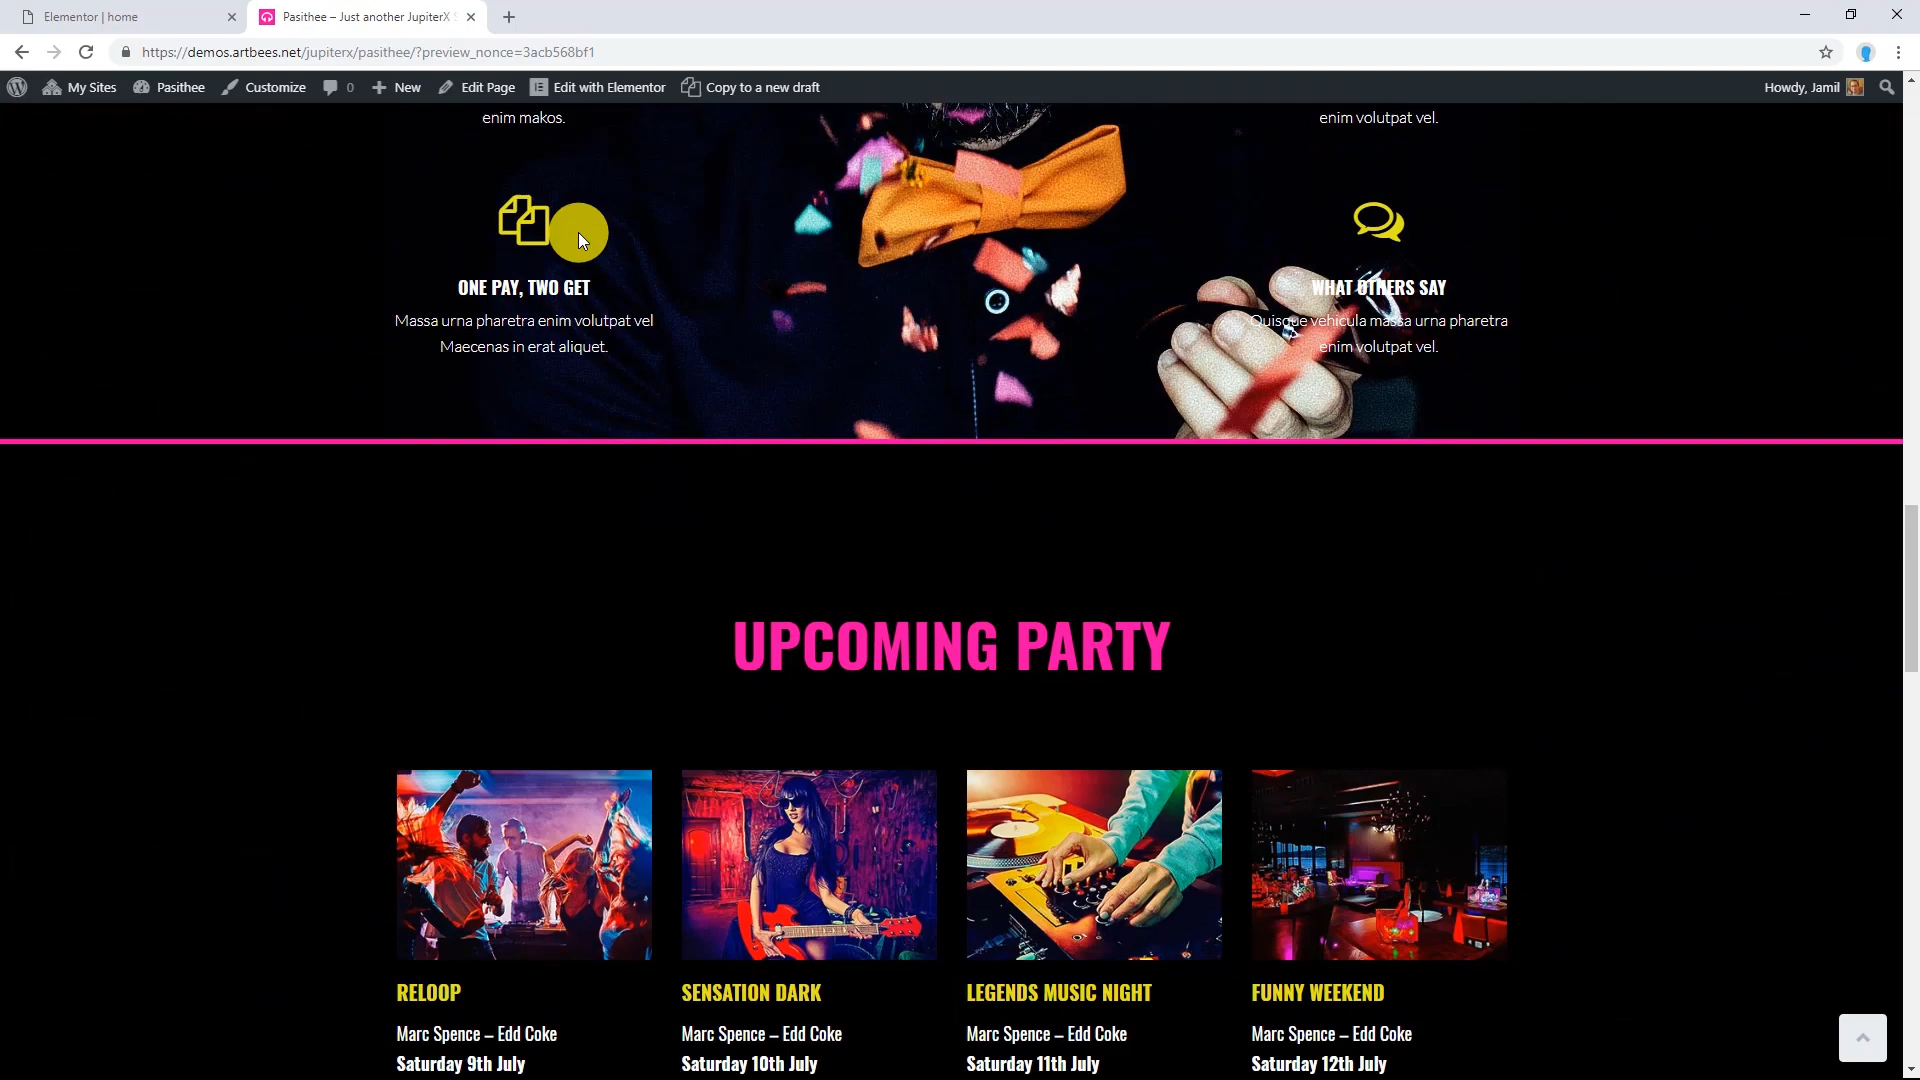 Elementor | home
Pasithee – Just another JupiterX S
https://demos.artbees.net/jupiterx/pasithee/?preview_nonce=3acb568bf1
My Sites
Pasithee
Customize
0
New
Edit Page
Edit with Elementor
Copy to a new draft
Howdy, Jamil
enim makos.
enim volutpat vel.
ONE PAY, TWO GET
Massa urna pharetra enim volutpat vel
Maecenas in erat aliquet.
WHAT OTHERS SAY
Quisque vehicula massa urna pharetra
enim volutpat vel.
UPCOMING PARTY
RELOOP
Marc Spence – Edd Coke
Saturday 9th July
SENSATION DARK
Marc Spence – Edd Coke
Saturday 10th July
LEGENDS MUSIC NIGHT
Marc Spence – Edd Coke
Saturday 11th July
FUNNY WEEKEND
Marc Spence – Edd Coke
Saturday 12th July